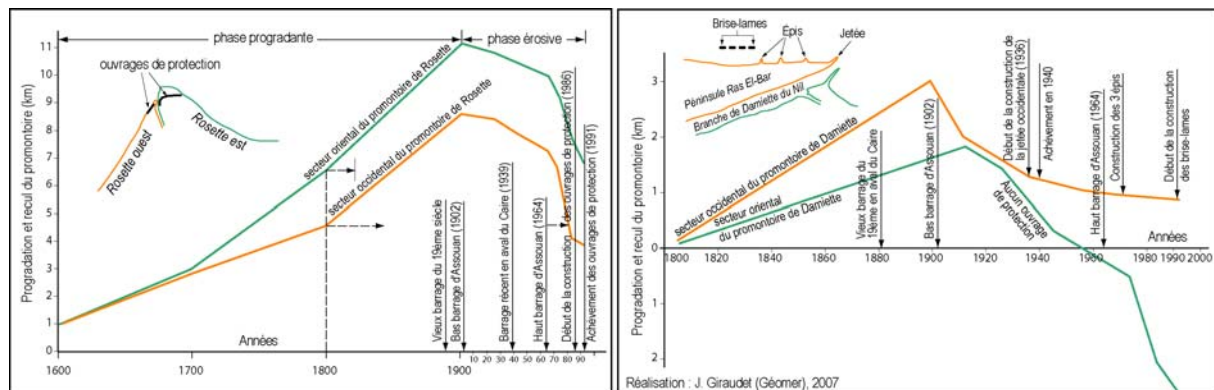 Progradation et recul du promontoire (km)
11
10
9
8
7
6
5
4
3
2
1
0
phase progradante
phase érosive
ouvrages de protection
Rosette ouest
Rosette est
secteur oriental du promontoire de Rosette
secteur occidental du promontoire de Rosette
Vieux barrage du 19ème siècle
Bas barrage d'Assouan (1902)
Barrage récent en aval du Caire (1939)
Haut barrage d'Assouan (1964)
Début de la construction des ouvrages de protection (1986)
Achèvement des ouvrages de protection (1991)
Années
1600
1700
1800
1900
10 20 30 40 50 60 70 80 90
Progradation et recul du promontoire (km)
3
2
1
0
1
2
Brise-lames
Épis
Jetée
Péninsule Ras El-Bar
Branche de Damiette du Nil
secteur occidental du promontoire de Damiette
secteur oriental
du promontoire de Damiette
Vieux barrage du
19ème en aval du Caire
Bas barrage d'Assouan (1902)
Début de la construction de
la jetée occidentale (1936)
Achèvement en 1940
Aucun ouvrage
de protection
Haut barrage d'Assouan (1964)
Construction des 3 épis
Début de la construction
des brise-lames
Années
1800 1820 1840 1860 1880 1900 1920 1940 1960 1980 1990 2000
Réalisation : J. Giraudet (Géomer), 2007